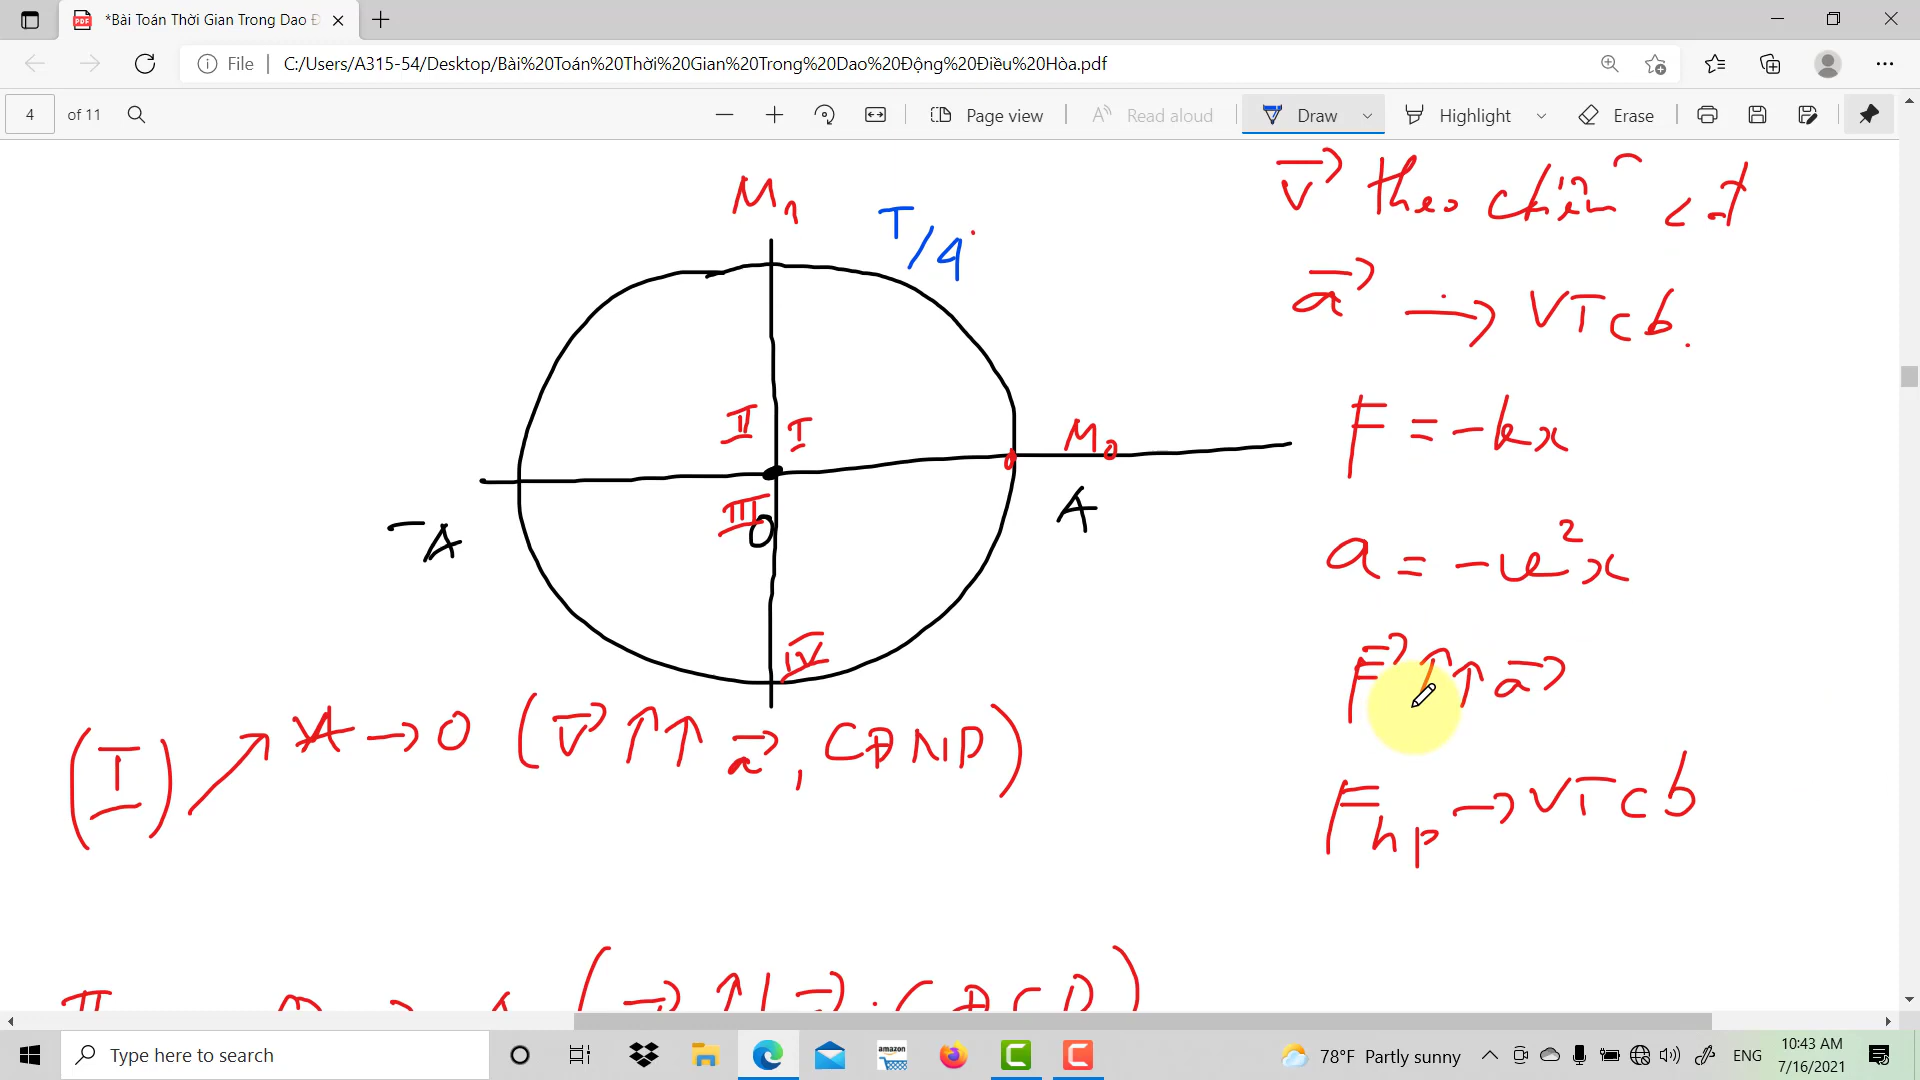 *Bài Toán Thời Gian Trong Dao Đ
File
C:/Users/A315-54/Desktop/Bài%20Toán%20Thời%20Gian%20Trong%20Dao%20Động%20Điều%20Hòa.pdf
4 of 11
Page view
Read aloud
Draw
Highlight
Erase
M₁
T/4
v⃗ theo chiều cđ
a⃗ → VTCb.
F = -kx
a = -ω²x
F⃗ ↑↑ a⃗
F hp → VTCb
II I
M₀
III
O
A
-A
IV
(I) ↗ A → O (v⃗ ↑↑ a⃗, CĐND)
Type here to search
78°F Partly sunny
ENG
10:43 AM
7/16/2021